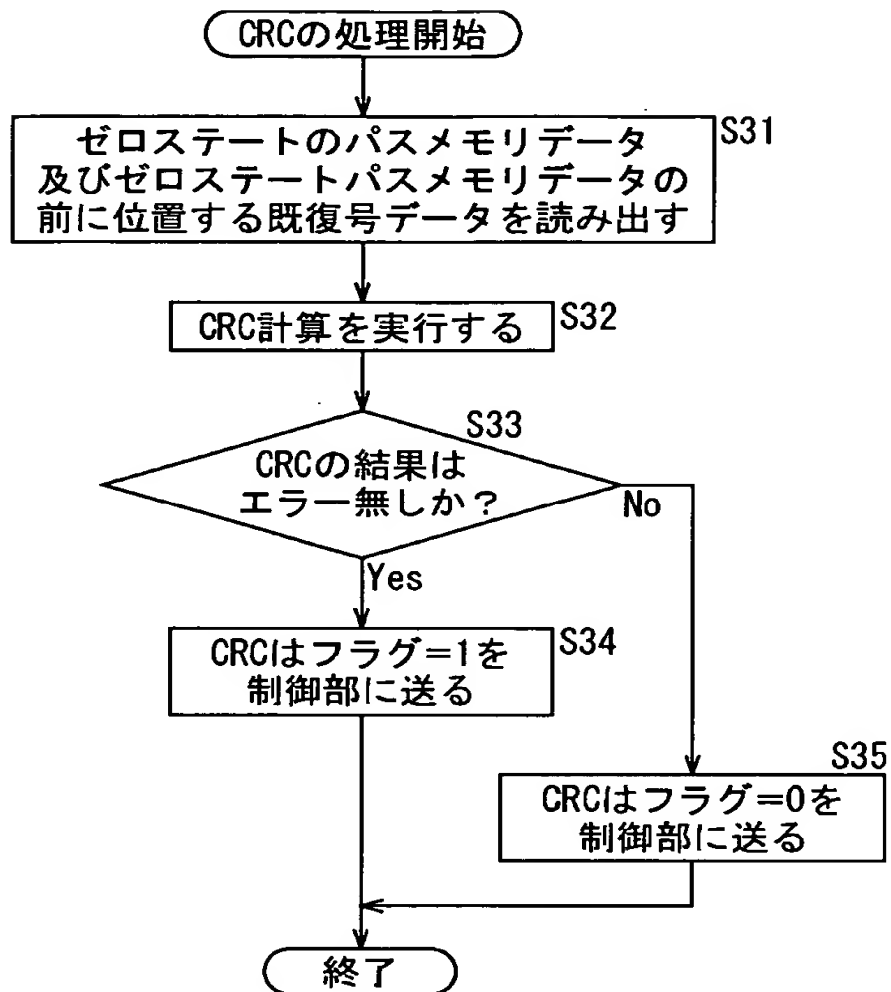 CRCの処理開始
S31
ゼロステートのパスメモリデータ
及びゼロステートパスメモリデータの
前に位置する既復号データを読み出す
CRC計算を実行する
S32
S33
CRCの結果は
エラー無しか？
No
Yes
CRCはフラグ=1を
制御部に送る
S34
S35
CRCはフラグ=0を
制御部に送る
終了